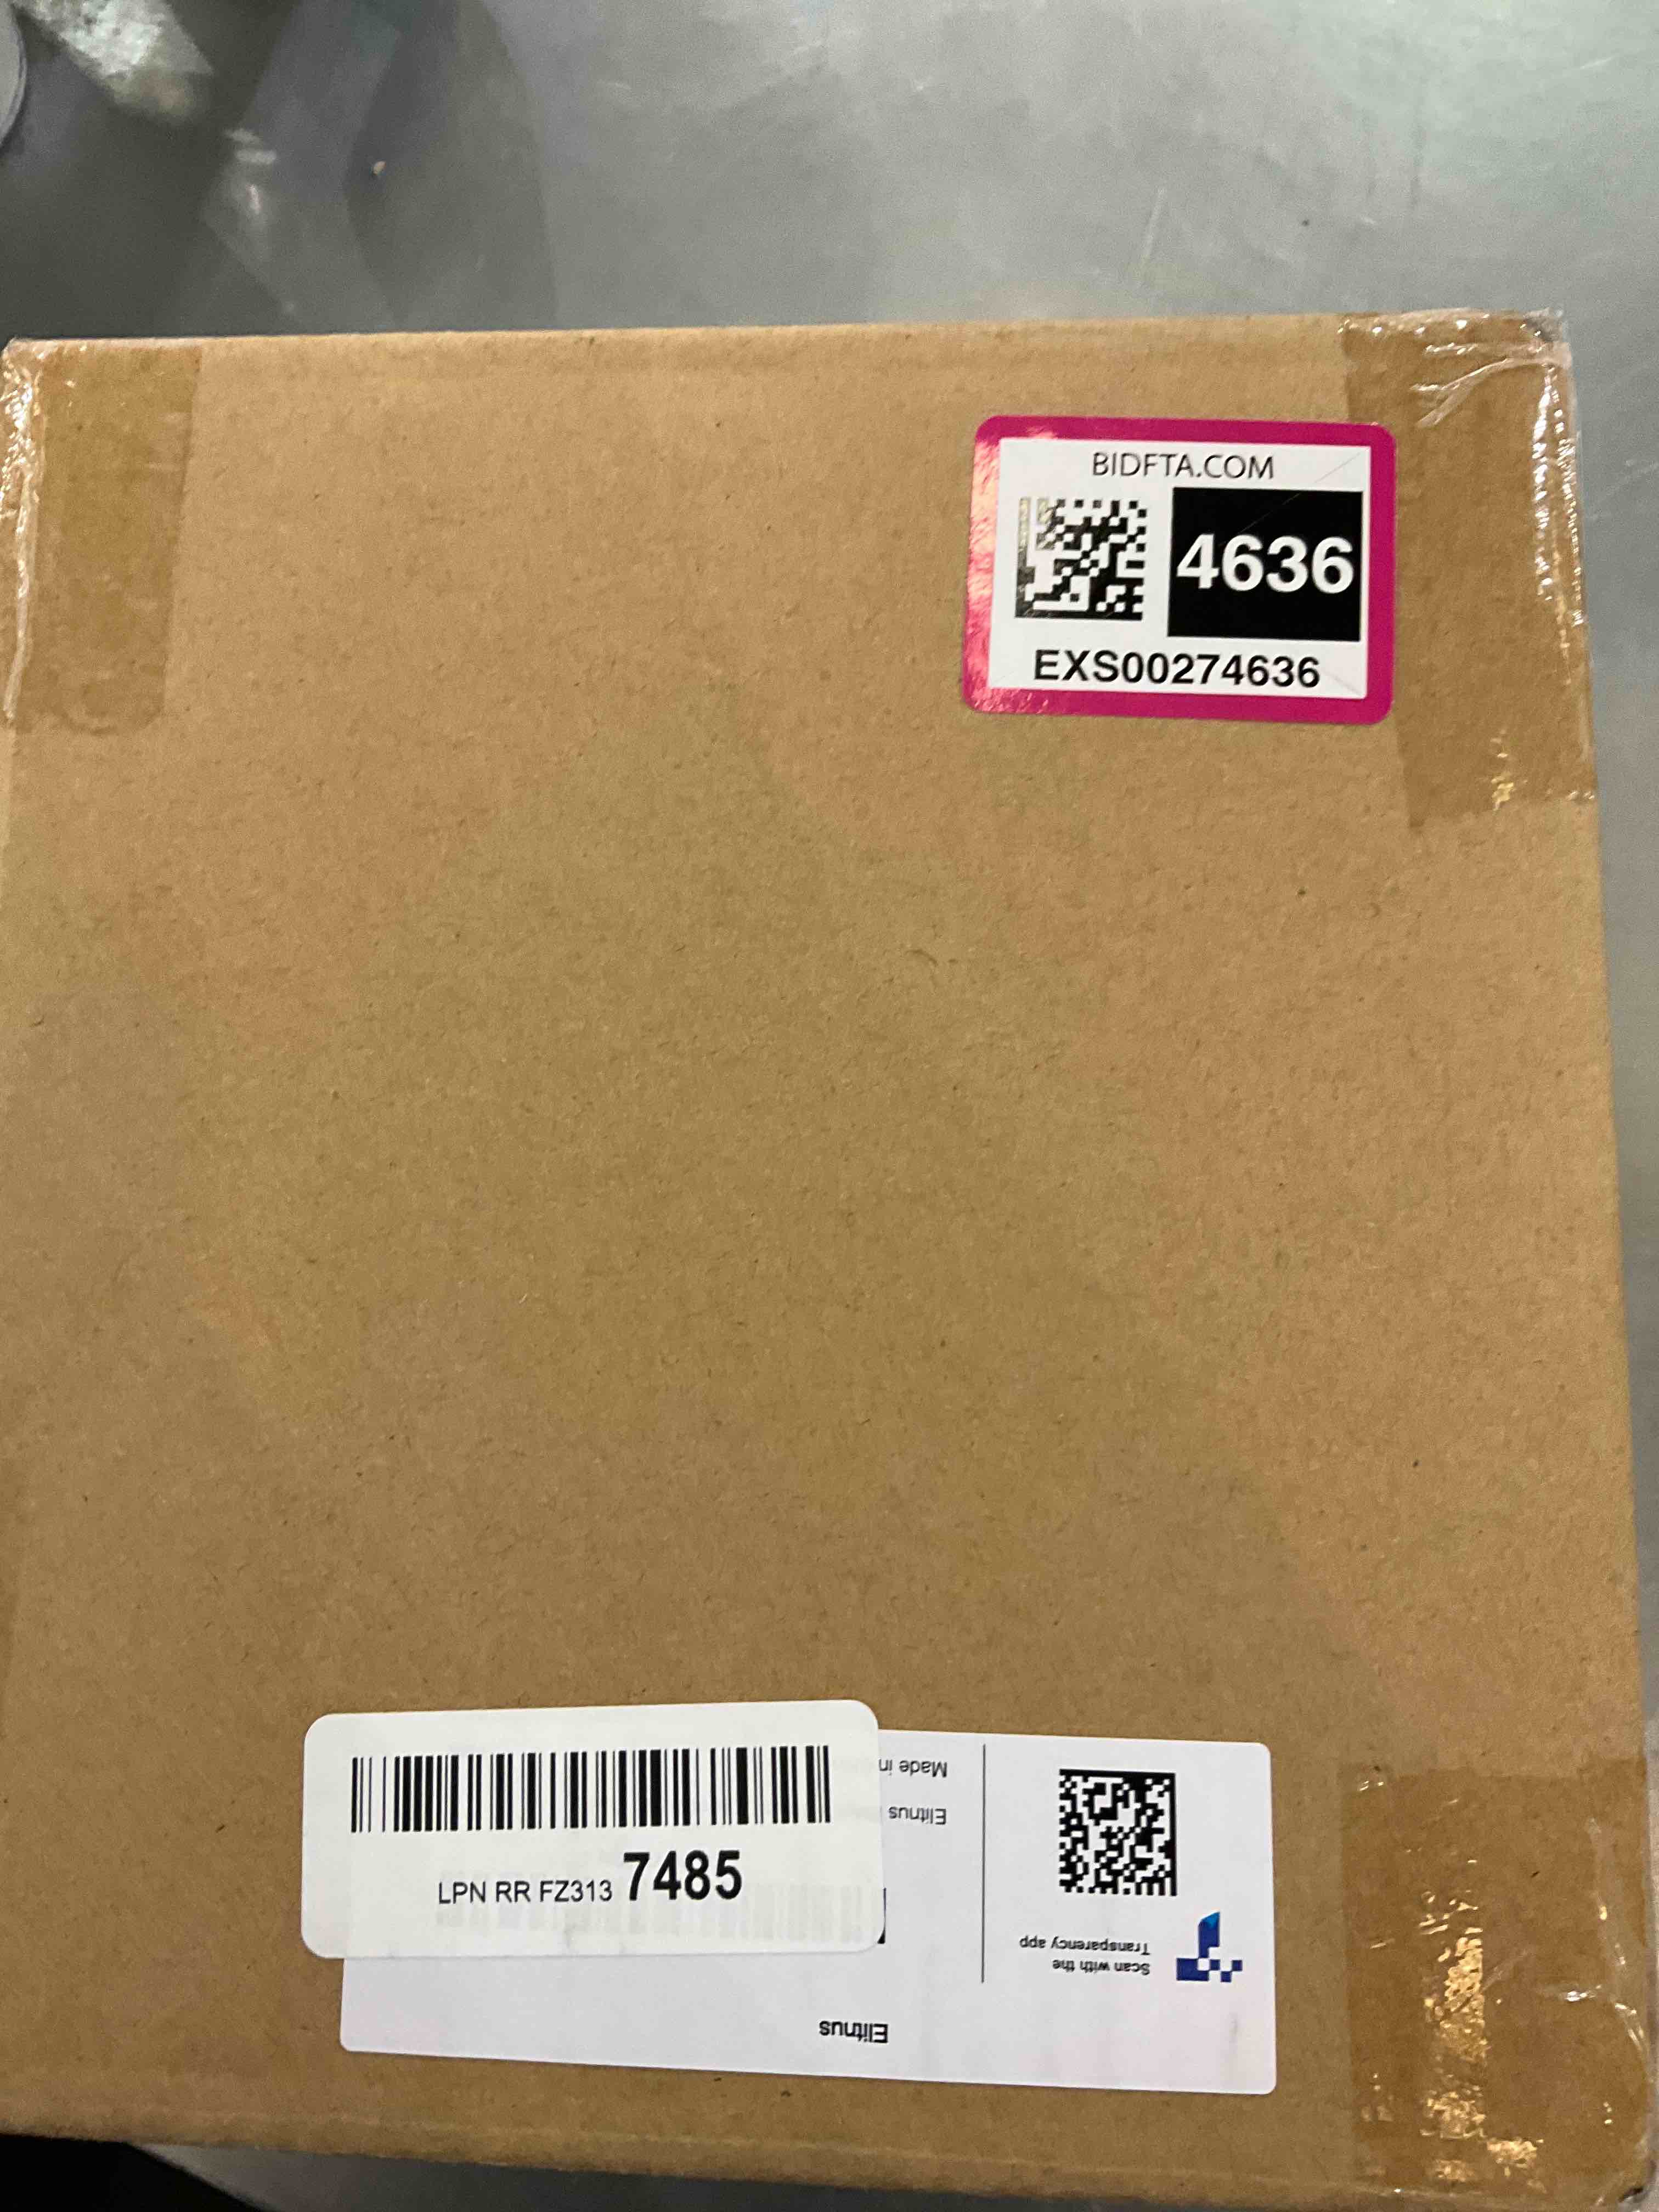 BIDFTA.COM
4636
EXS00274636
LPN RR FZ313 7485
Made in
Elitnus
Scan with the
Transparency app
Elitnus